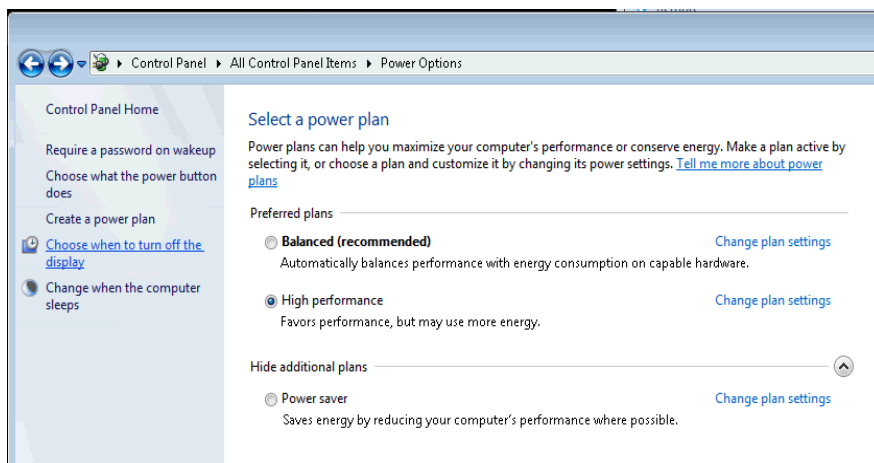 Control Panel All Control Panel Items Power Options
Control Panel Home
Require a password on wakeup
Choose what the power button
does
Create a power plan
Choose when to turn off the
display
Change when the computer
sleeps
Select a power plan
Power plans can help you maximize your computer's performance or conserve energy. Make a plan active by
selecting it, or choose a plan and customize it by changing its power settings. Tell me more about power
plans
Preferred plans
Balanced (recommended) Change plan settings
Automatically balances performance with energy consumption on capable hardware.
High performance Change plan settings
Favors performance, but may use more energy.
Hide additional plans
Power saver Change plan settings
Saves energy by reducing your computer's performance where possible.